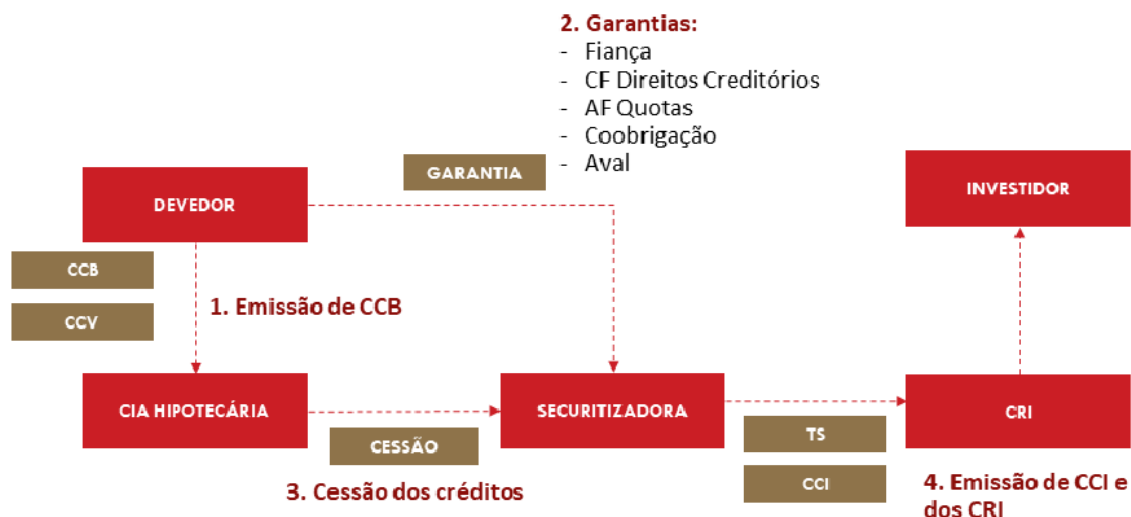 2. Garantias:
- Fiança
- CF Direitos Creditórios
- AF Quotas
- Coobrigação
- Aval
GARANTIA
DEVEDOR
INVESTIDOR
CCB
CCV
1. Emissão de CCB
CIA HIPOTECÁRIA
SECURITIZADORA
CRI
CESSÃO
TS
CCI
3. Cessão dos créditos
4. Emissão de CCI e
dos CRI